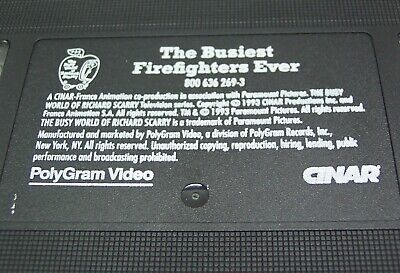 The Busiest
Firefighters Ever
800 636 269-3
A CINAR-France Animation co-production in association with Paramount Pictures. THE BUSY
WORLD OF RICHARD SCARRY Television series. Copyright © 1993 CINAR Productions Inc. and
France Animation S.A. All rights reserved. TM & © 1993 Paramount Pictures. All rights reserved.
THE BUSY WORLD OF RICHARD SCARRY is a trademark of Paramount Pictures.
Manufactured and marketed by PolyGram Video, a division of PolyGram Records, Inc.,
New York, NY. All rights reserved. Unauthorized copying, reproduction, hiring, lending, public
performance and broadcasting prohibited.
PolyGram Video
CINAR